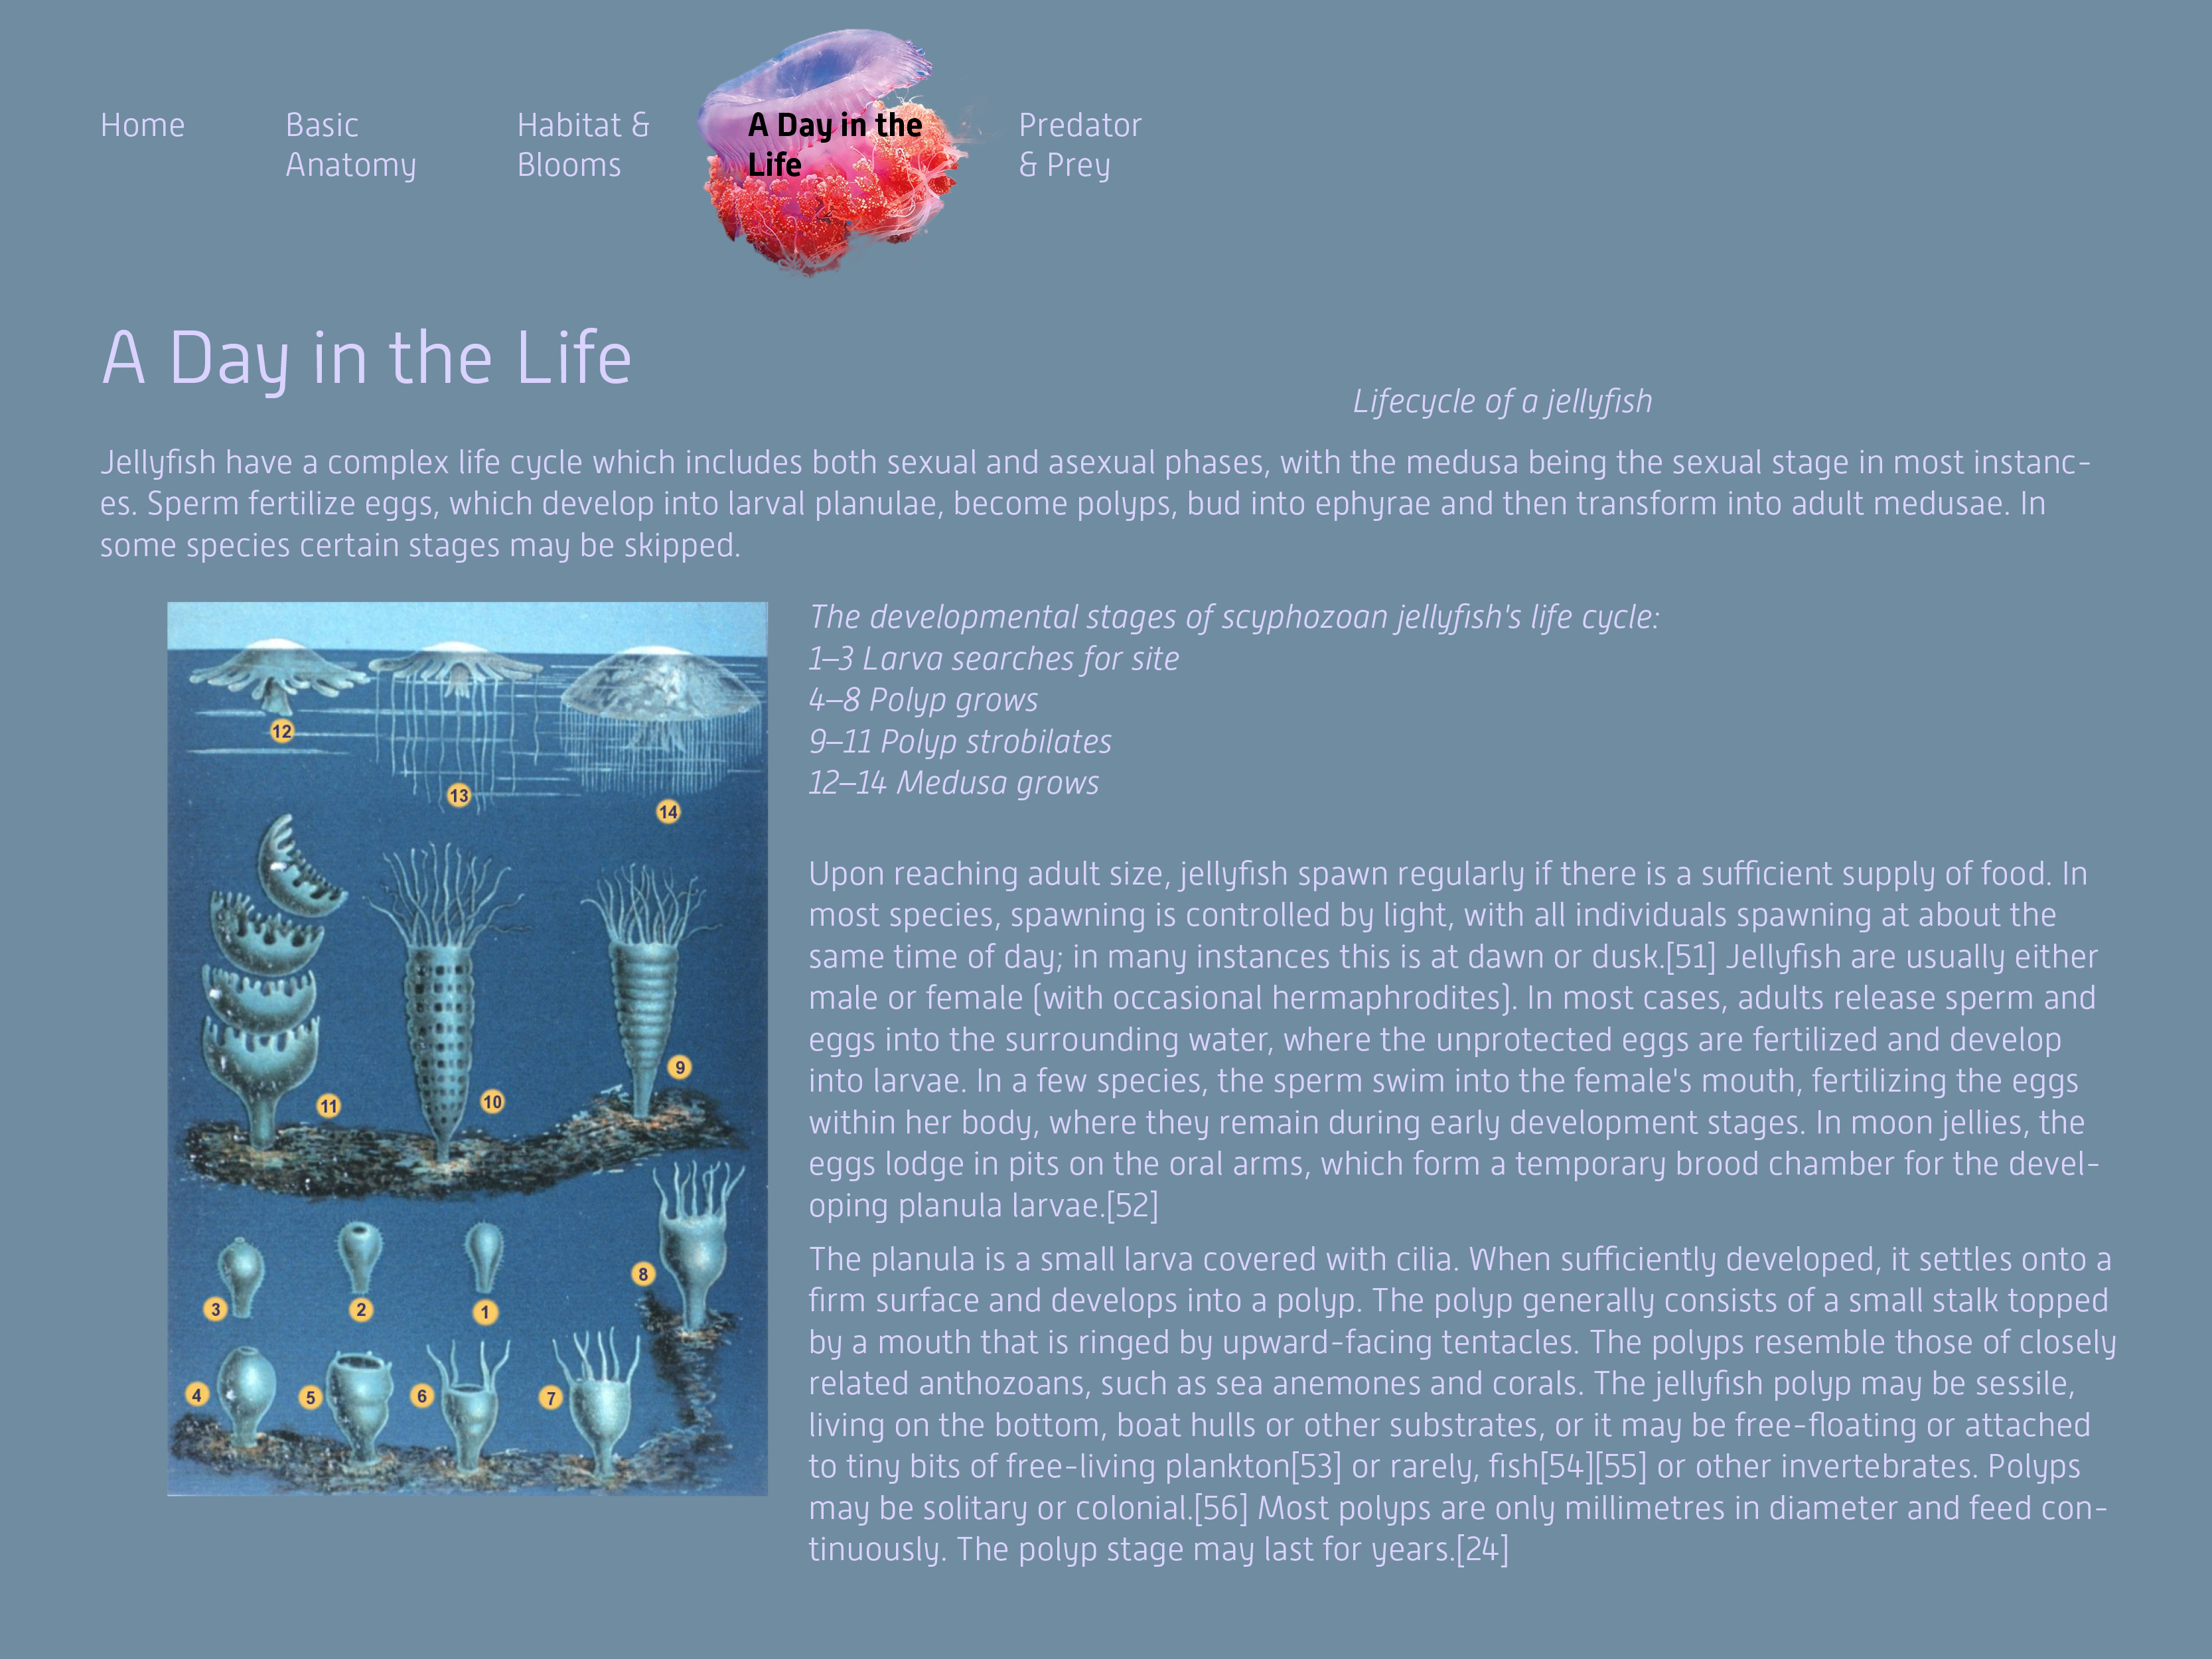 Home
Basic
Anatomy
Habitat &
Blooms
A Day in the
Life
Predator
& Prey
A Day in the Life
Lifecycle of a jellyfish
Jellyfish have a complex life cycle which includes both sexual and asexual phases, with the medusa being the sexual stage in most instanc-
es. Sperm fertilize eggs, which develop into larval planulae, become polyps, bud into ephyrae and then transform into adult medusae. In
some species certain stages may be skipped.
12
13
14
9
10
11
8
3
2
1
4
5
6
7
The developmental stages of scyphozoan jellyfish's life cycle:
1–3 Larva searches for site
4–8 Polyp grows
9–11 Polyp strobilates
12–14 Medusa grows
Upon reaching adult size, jellyfish spawn regularly if there is a sufficient supply of food. In
most species, spawning is controlled by light, with all individuals spawning at about the
same time of day; in many instances this is at dawn or dusk.[51] Jellyfish are usually either
male or female (with occasional hermaphrodites). In most cases, adults release sperm and
eggs into the surrounding water, where the unprotected eggs are fertilized and develop
into larvae. In a few species, the sperm swim into the female's mouth, fertilizing the eggs
within her body, where they remain during early development stages. In moon jellies, the
eggs lodge in pits on the oral arms, which form a temporary brood chamber for the devel-
oping planula larvae.[52]
The planula is a small larva covered with cilia. When sufficiently developed, it settles onto a
firm surface and develops into a polyp. The polyp generally consists of a small stalk topped
by a mouth that is ringed by upward-facing tentacles. The polyps resemble those of closely
related anthozoans, such as sea anemones and corals. The jellyfish polyp may be sessile,
living on the bottom, boat hulls or other substrates, or it may be free-floating or attached
to tiny bits of free-living plankton[53] or rarely, fish[54][55] or other invertebrates. Polyps
may be solitary or colonial.[56] Most polyps are only millimetres in diameter and feed con-
tinuously. The polyp stage may last for years.[24]